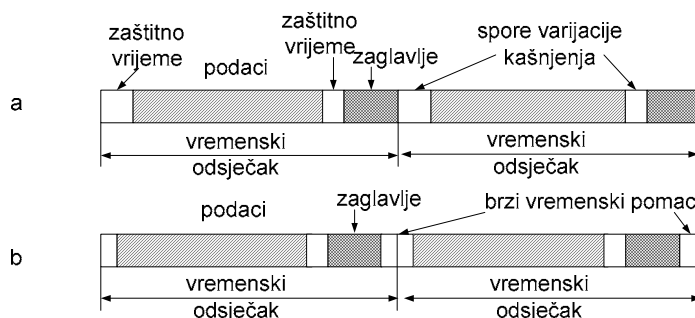 zaštitno
vrijeme
podaci
zaštitno
vrijeme
zaglavlje
spore varijacije
kašnjenja
a
vremenski
odsječak
vremenski
odsječak
podaci
zaglavlje
brzi vremenski pomaci
b
vremenski
odsječak
vremenski
odsječak